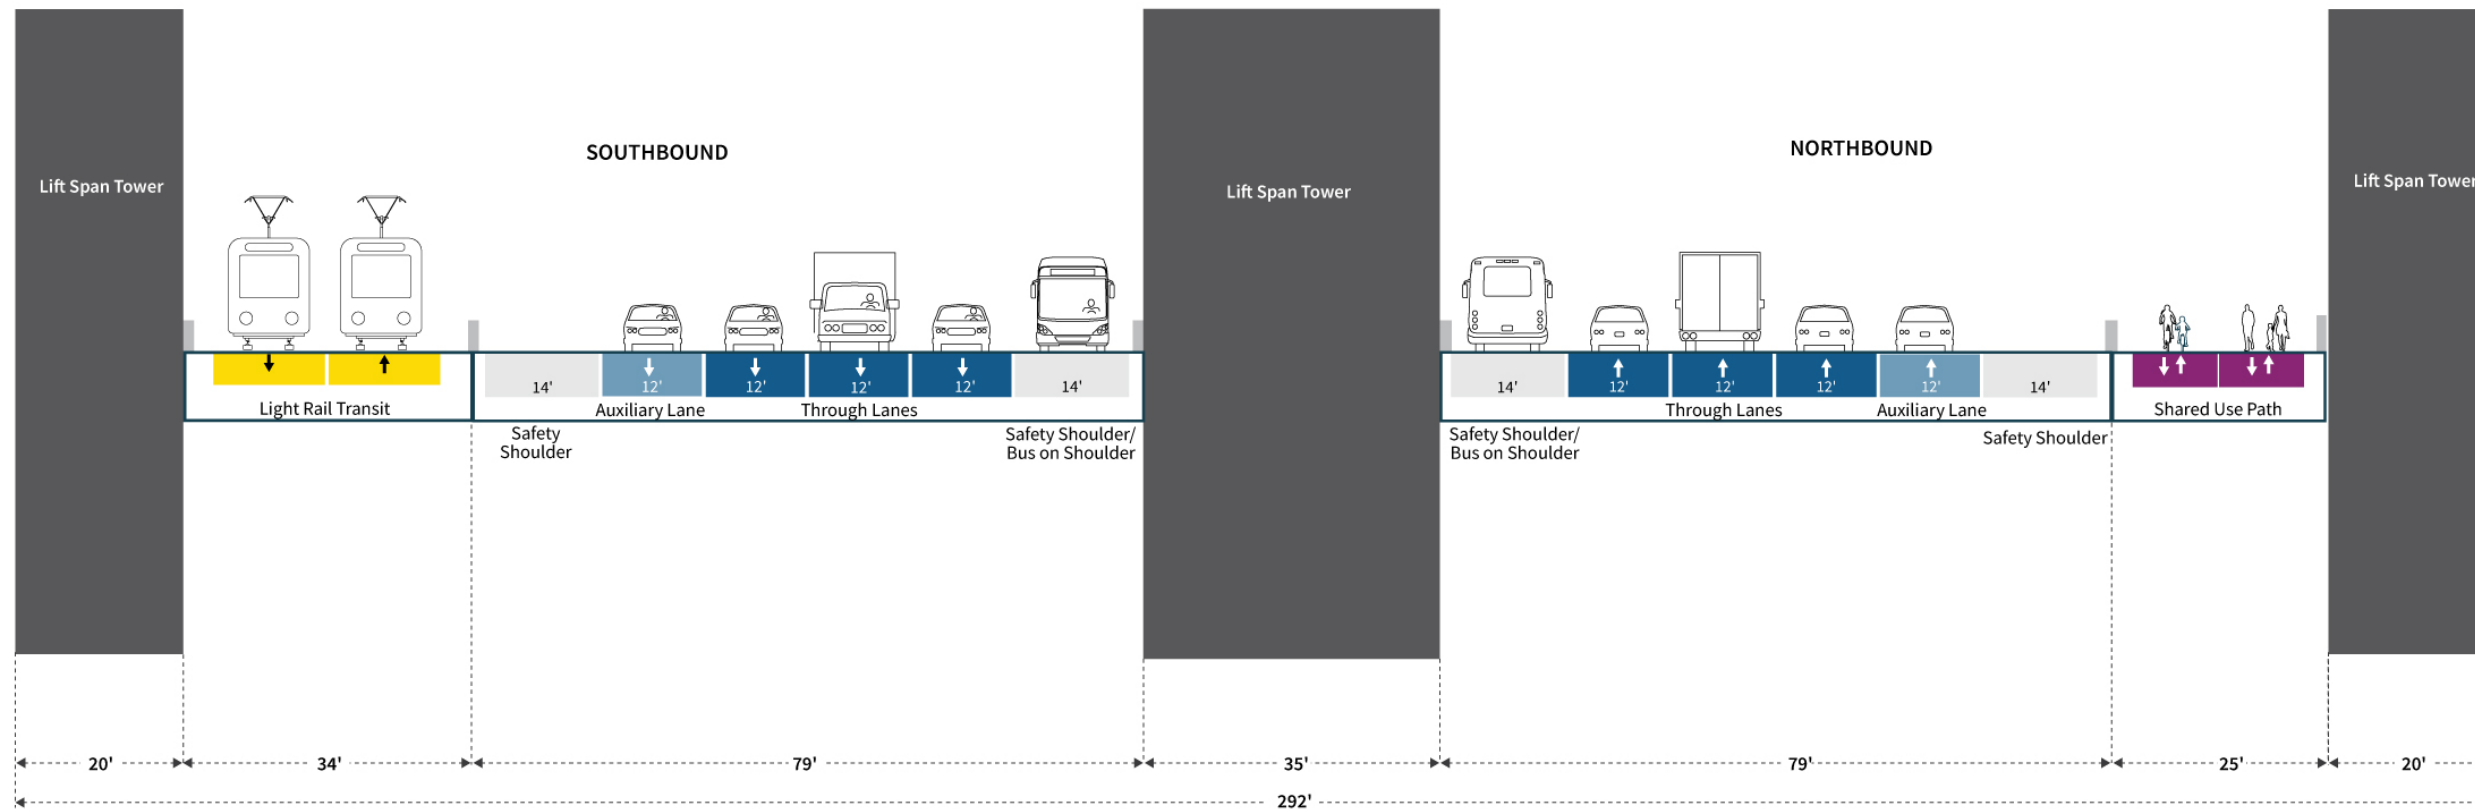 SOUTHBOUND
NORTHBOUND
Lift Span Tower
Lift Span Tower
Lift Span Tower
14'
12'
12'
12'
12'
14'
14'
12'
12'
12'
12'
14'
Light Rail Transit
Auxiliary Lane
Through Lanes
Through Lanes
Auxiliary Lane
Shared Use Path
Safety
Shoulder
Safety Shoulder/
Bus on Shoulder
Safety Shoulder/
Bus on Shoulder
Safety Shoulder
20'
34'
79'
35'
79'
25'
20'
292'